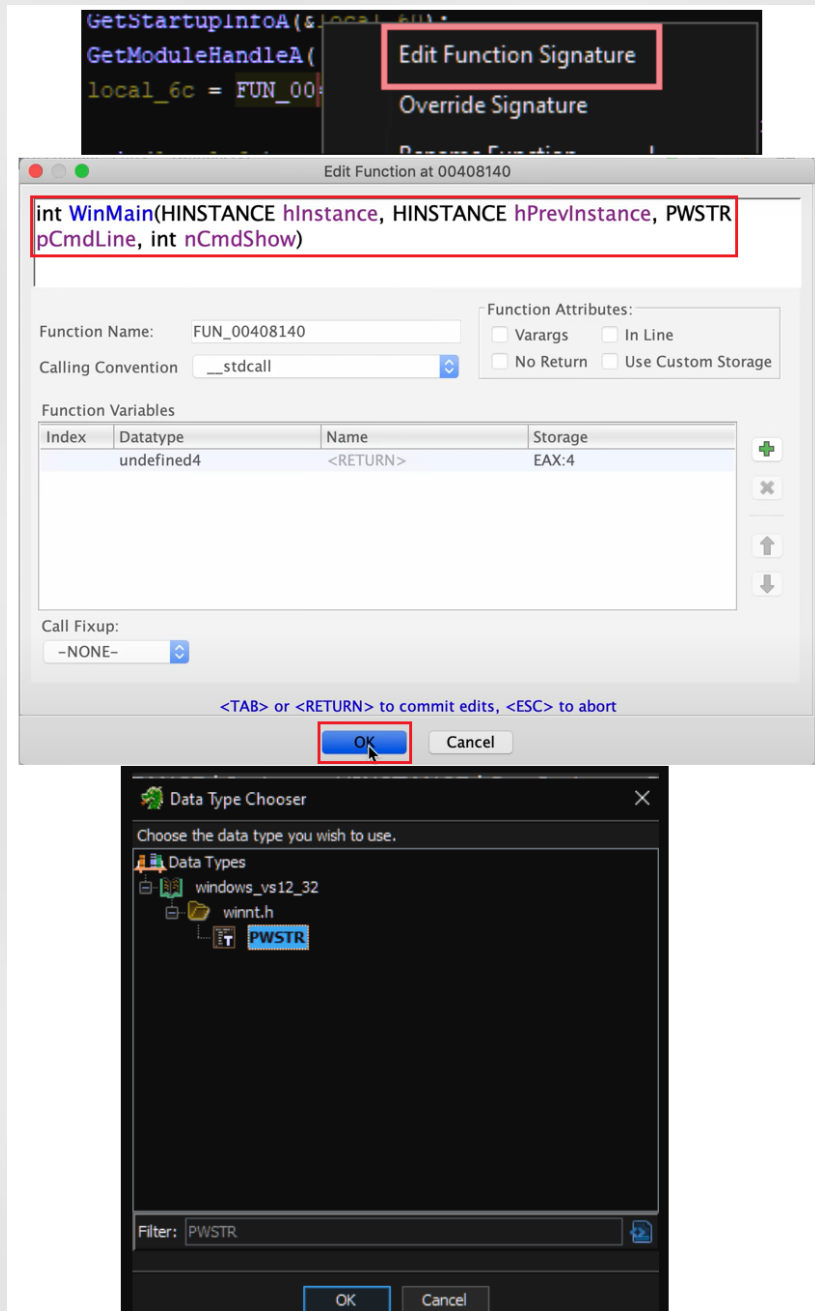 GetStartupInfoA(&local_60);
GetModuleHandleA(
Edit Function Signature
local_6c = FUN_00
Override Signature
Rename Function
Edit Function at 00408140
int WinMain(HINSTANCE hInstance, HINSTANCE hPrevInstance, PWSTR
pCmdLine, int nCmdShow)
Function Attributes:
Function Name: FUN_00408140
Varargs In Line
Calling Convention __stdcall
No Return Use Custom Storage
Function Variables
Index Datatype Name Storage
undefined4 <RETURN> EAX:4
Call Fixup:
-NONE-
<TAB> or <RETURN> to commit edits, <ESC> to abort
OK Cancel
Data Type Chooser
Choose the data type you wish to use.
Data Types
windows_vs12_32
winnt.h
PWSTR
Filter: PWSTR
OK Cancel